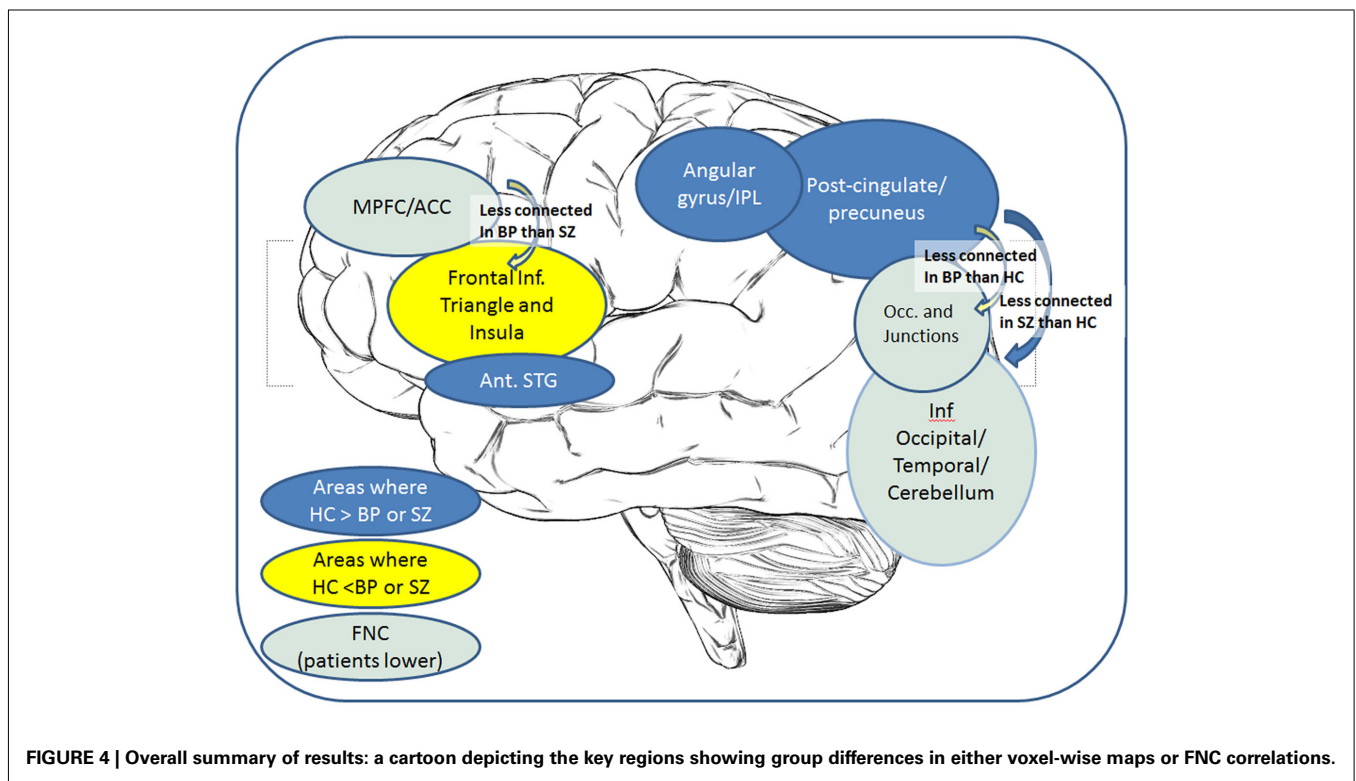 MPFC/ACC
Less connected
In BP than SZ
Frontal Inf.
Triangle and
Insula
Ant. STG
Angular
gyrus/IPL
Post-cingulate/
precuneus
Less connected
In BP than HC
Less connected
in SZ than HC
Occ. and
Junctions
Inf
Occipital/
Temporal/
Cerebellum
Areas where
HC > BP or SZ
Areas where
HC <BP or SZ
FNC
(patients lower)
FIGURE 4 | Overall summary of results: a cartoon depicting the key regions showing group differences in either voxel-wise maps or FNC correlations.